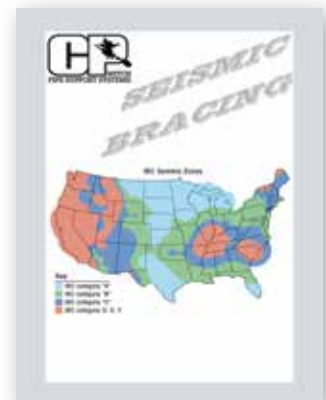 CP
PIPE SUPPORT SYSTEMS
SEISMIC
BRACING
IBC Seismic Zones
Key
IBC category "A"
IBC category "B"
IBC category "C"
IBC category D, E, F